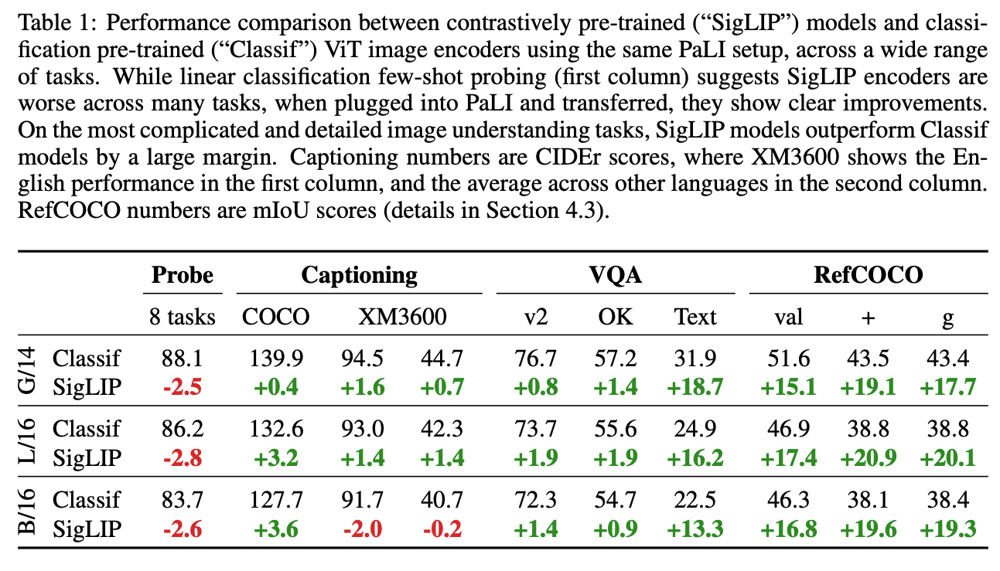 Table 1: Performance comparison between contrastively pre-trained (“SigLIP”) models and classi-
fication pre-trained (“Classif”) ViT image encoders using the same PaLI setup, across a wide range
of tasks. While linear classification few-shot probing (first column) suggests SigLIP encoders are
worse across many tasks, when plugged into PaLI and transferred, they show clear improvements.
On the most complicated and detailed image understanding tasks, SigLIP models outperform Classif
models by a large margin. Captioning numbers are CIDEr scores, where XM3600 shows the En-
glish performance in the first column, and the average across other languages in the second column.
RefCOCO numbers are mIoU scores (details in Section 4.3).
Probe Captioning VQA RefCOCO
8 tasks COCO XM3600 v2 OK Text val + g
G/14
Classif 88.1 139.9 94.5 44.7 76.7 57.2 31.9 51.6 43.5 43.4
SigLIP -2.5 +0.4 +1.6 +0.7 +0.8 +1.4 +18.7 +15.1 +19.1 +17.7
L/16
Classif 86.2 132.6 93.0 42.3 73.7 55.6 24.9 46.9 38.8 38.8
SigLIP -2.8 +3.2 +1.4 +1.4 +1.9 +1.9 +16.2 +17.4 +20.9 +20.1
B/16
Classif 83.7 127.7 91.7 40.7 72.3 54.7 22.5 46.3 38.1 38.4
SigLIP -2.6 +3.6 -2.0 -0.2 +1.4 +0.9 +13.3 +16.8 +19.6 +19.3